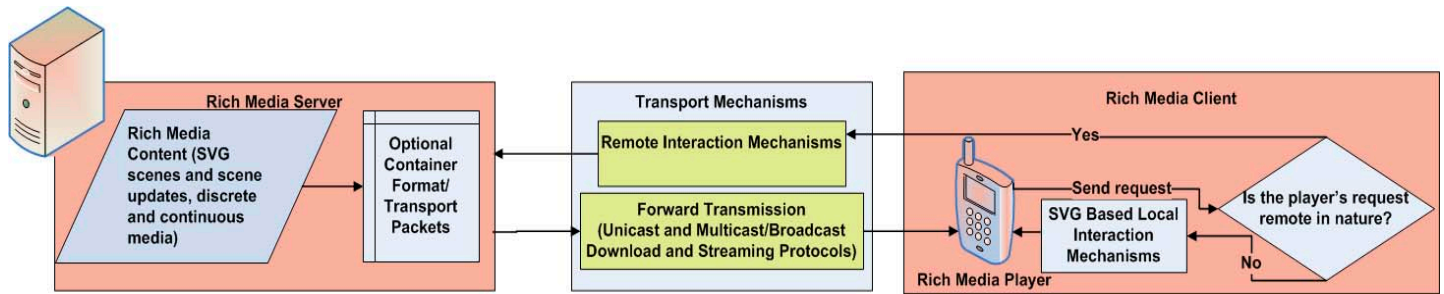 Rich Media Server
Rich Media
Content (SVG
scenes and scene
updates, discrete
and continuous
media)
Optional
Container
Format/
Transport
Packets
Transport Mechanisms
Remote Interaction Mechanisms
Forward Transmission
(Unicast and Multicast/Broadcast
Download and Streaming Protocols)
Rich Media Client
Yes
Send request
Is the player's request
remote in nature?
SVG Based Local
Interaction
Mechanisms
No
Rich Media Player